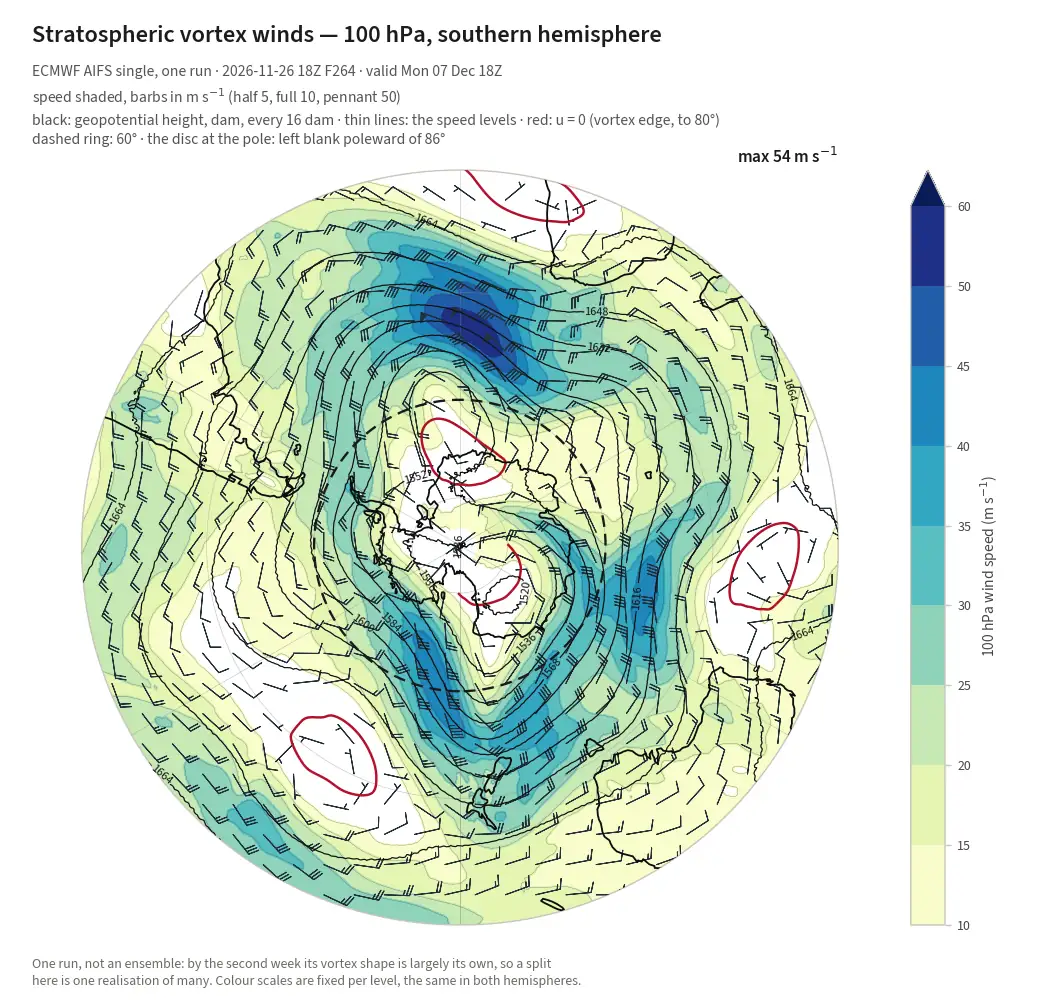 Stratospheric vortex winds — 100 hPa, southern hemisphere
ECMWF AIFS single, one run · 2026-11-26 18Z F264 · valid Mon 07 Dec 18Z
speed shaded, barbs in m s⁻¹ (half 5, full 10, pennant 50)
black: geopotential height, dam, every 16 dam · thin lines: the speed levels · red: u = 0 (vortex edge, to 80°)
dashed ring: 60° · the disc at the pole: left blank poleward of 86°
max 54 m s⁻¹
1664
1648
1632
1664
1552
1664
1520
1616
1600
1584
1536
1568
1664
1664
60
50
45
40
35
30
25
20
15
10
100 hPa wind speed (m s⁻¹)
One run, not an ensemble: by the second week its vortex shape is largely its own, so a split
here is one realisation of many. Colour scales are fixed per level, the same in both hemispheres.